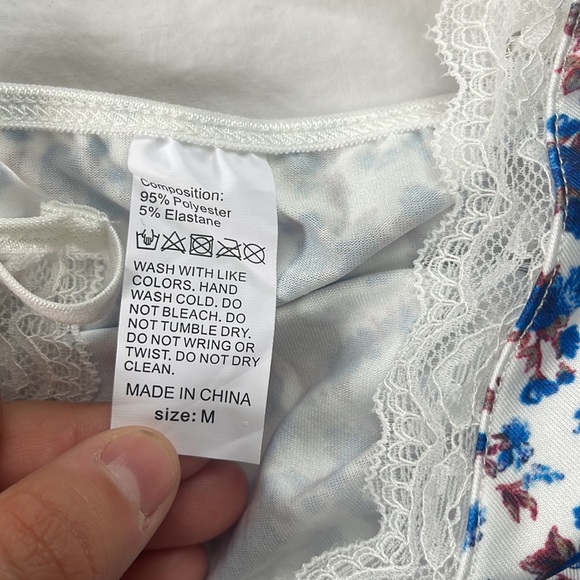 Composition:
95% Polyester
5% Elastane
WASH WITH LIKE
COLORS. HAND
WASH COLD. DO
NOT BLEACH. DO
NOT TUMBLE DRY.
DO NOT WRING OR
TWIST. DO NOT DRY
CLEAN.
MADE IN CHINA
size: M